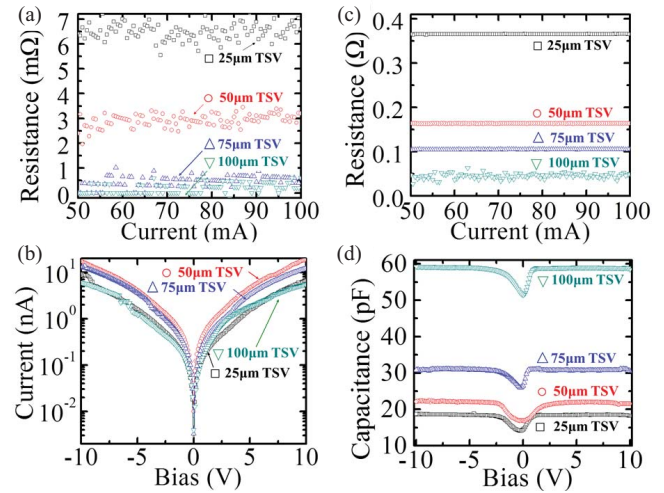 (a)
Resistance (mΩ)
7
6
5
4
3
2
1
0
□ 25μm TSV
○ 50μm TSV
△ 75μm TSV
▽ 100μm TSV
50 60 70 80 90 100
Current (mA)
(c)
Resistance (Ω)
0.4
0.3
0.2
0.1
0.0
□ 25μm TSV
○ 50μm TSV
△ 75μm TSV
▽ 100μm TSV
50 60 70 80 90 100
Current (mA)
(b)
Current (nA)
10¹
10⁰
10⁻¹
10⁻²
○ 50μm TSV
△ 75μm TSV
▽ 100μm TSV
□ 25μm TSV
-10 -5 0 5 10
Bias (V)
(d)
Capacitance (pF)
60
50
40
30
20
10
▽ 100μm TSV
△ 75μm TSV
○ 50μm TSV
□ 25μm TSV
-10 -5 0 5 10
Bias (V)